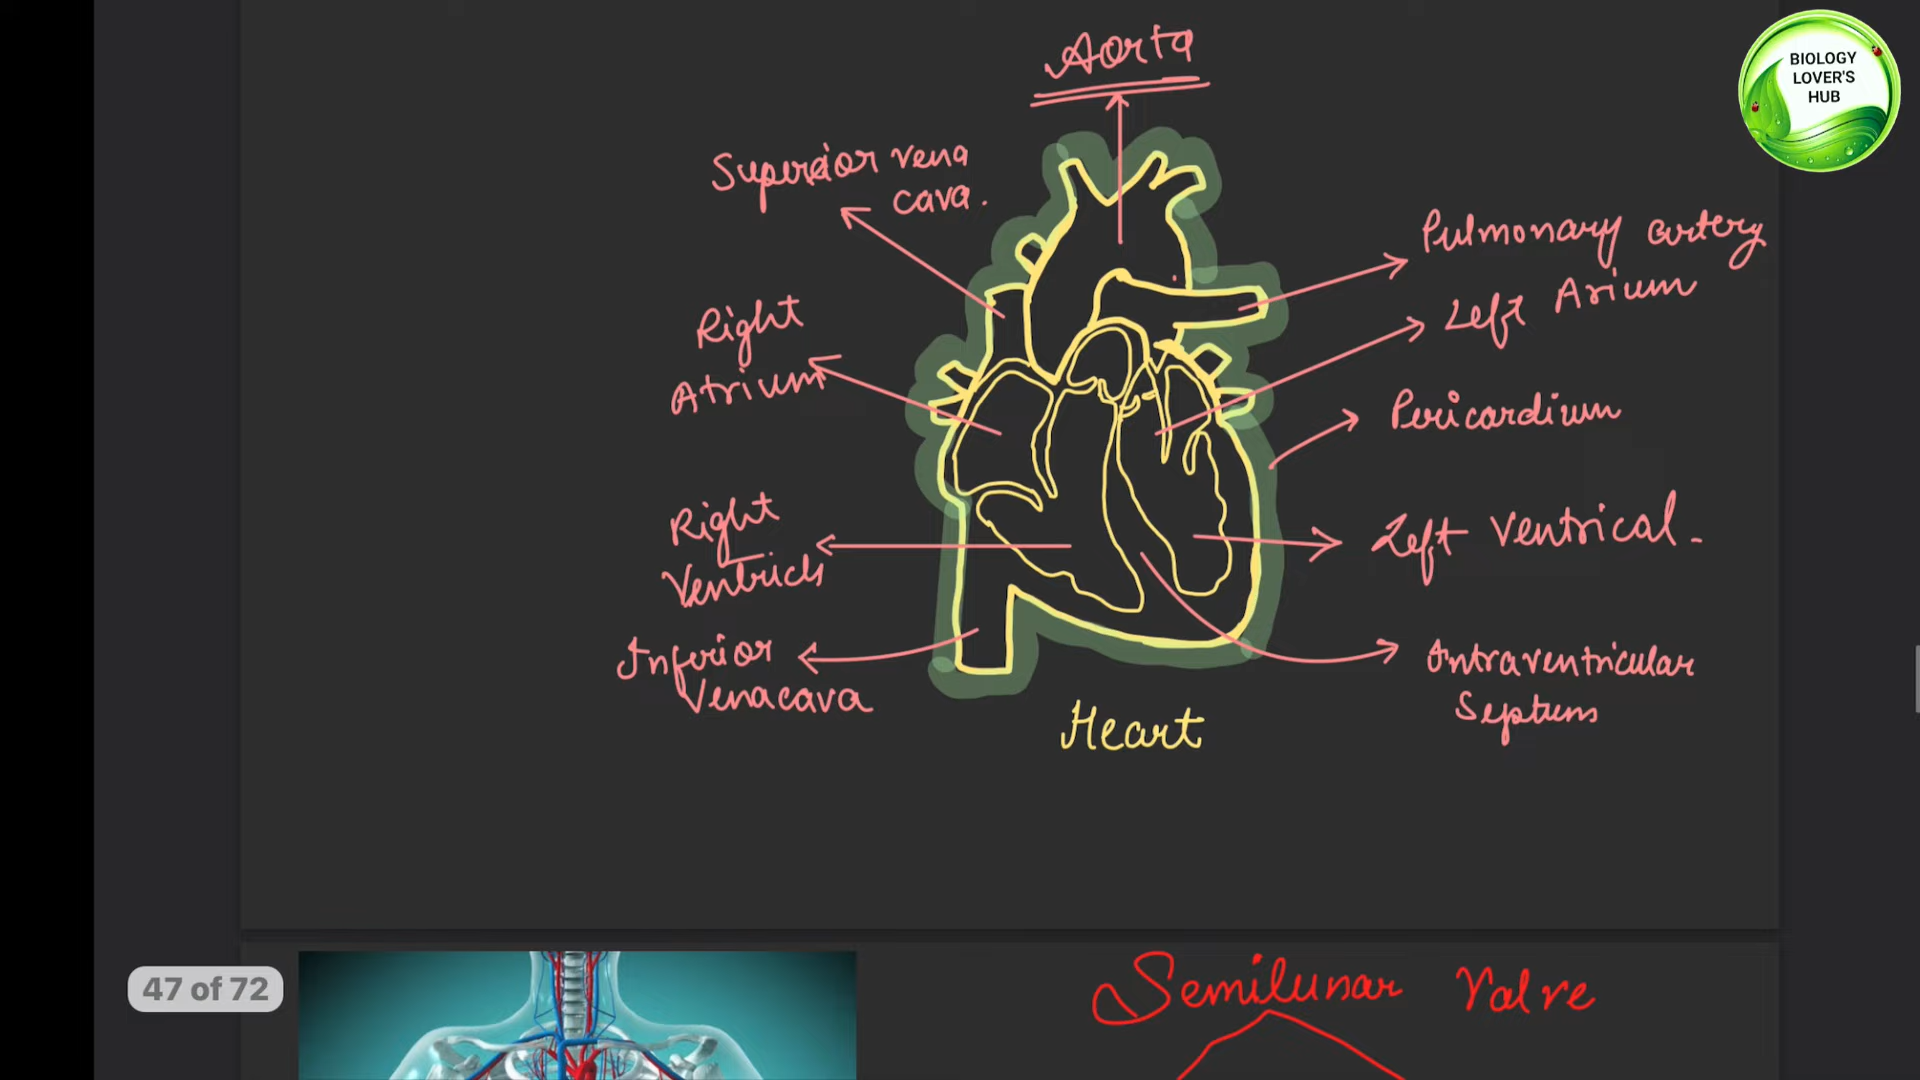 Aorta
BIOLOGY
LOVER'S
HUB
Superior vena
cava.
Pulmonary artery
Left Arium
Right
Atrium
Pericardium
Right
Ventricls
Left Ventrical.
Inferior
Venacava
Intraventricular
Septum
Heart
47 of 72
Semilunar Valve